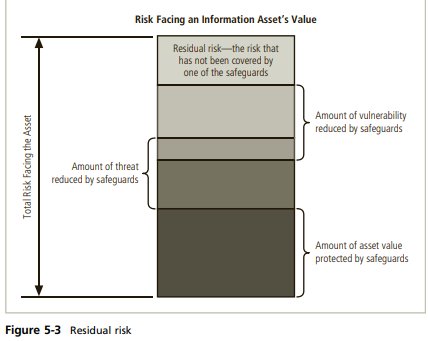 Risk Facing an Information Asset's Value
Residual risk—the risk that
has not been covered by
one of the safeguards
Total Risk Facing the Asset
Amount of vulnerability
reduced by safeguards
Amount of threat
reduced by safeguards
Amount of asset value
protected by safeguards
Figure 5-3 Residual risk